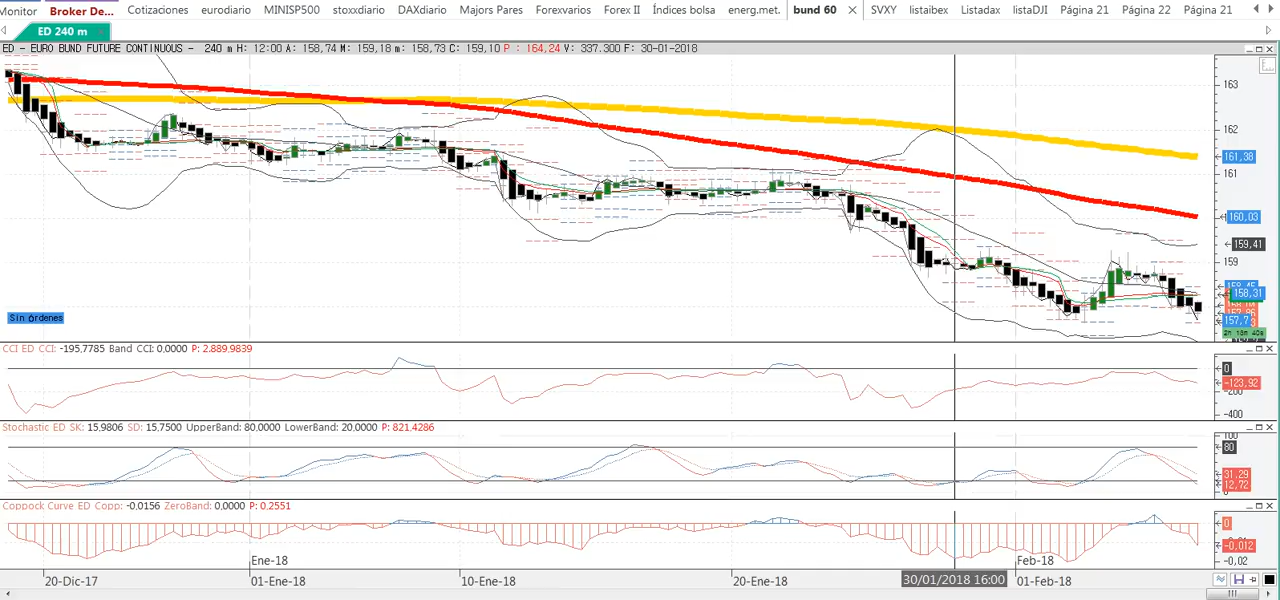 Monitor Broker De... Cotizaciones eurodiario MINISP500 stoxxdiario DAXdiario Majors Pares Forexvarios Forex II Índices bolsa energ.met. bund 60 SVXY listaibex Listadax listaDJI Página 21 Página 22 Página 21
ED 240 m
ED - EURO BUND FUTURE CONTINUOUS - 240 m H: 12:00 A: 158,74 M: 159,18 m: 158,73 C: 159,10 P : 164,24 V: 337.300 F: 30-01-2018
163
162
161,38
161
160,03
159,41
159
158,31
157,7
Sin órdenes
2h 16m 40s
CCI ED CCI: -195,7785 Band CCI: 0,0000 P: 2.889,9839
0
-123,92
-200
-400
Stochastic ED SK: 15,9806 SD: 15,7500 UpperBand: 80,0000 LowerBand: 20,0000 P: 821,4286
100
80
31,29
12,72
0
Coppock Curve ED Copp: -0,0156 ZeroBand: 0,0000 P: 0,2551
0
-0,012
-0,02
Ene-18 Feb-18
20-Dic-17 01-Ene-18 10-Ene-18 20-Ene-18 30/01/2018 16:00 01-Feb-18